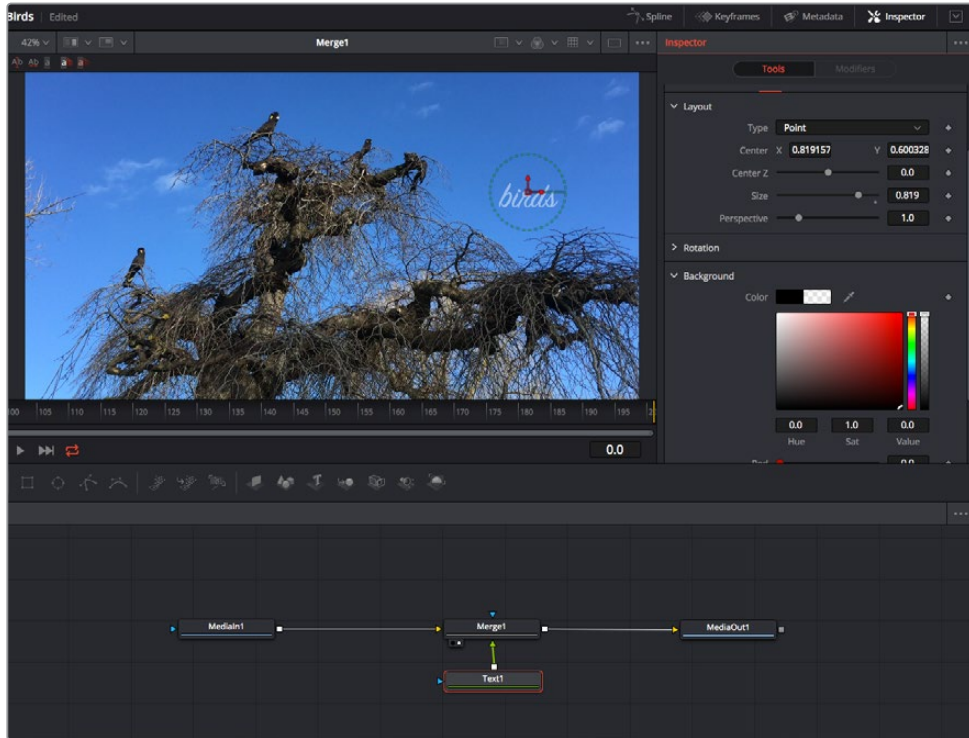 Birds Edited Spline Keyframes Metadata Inspector
42% Merge1 Inspector
Tools Modifiers
Layout
Type Point
Center X 0.819157 Y 0.600328
Center Z 0.0
Size 0.819
Perspective 1.0
Rotation
Background
Color
birds
105 110 115 120 125 130 135 140 145 150 155 160 165 170 175 180 185 190 195
0.0
0.0 1.0 0.0
Hue Sat Value
MediaIn1 Merge1 MediaOut1
Text1